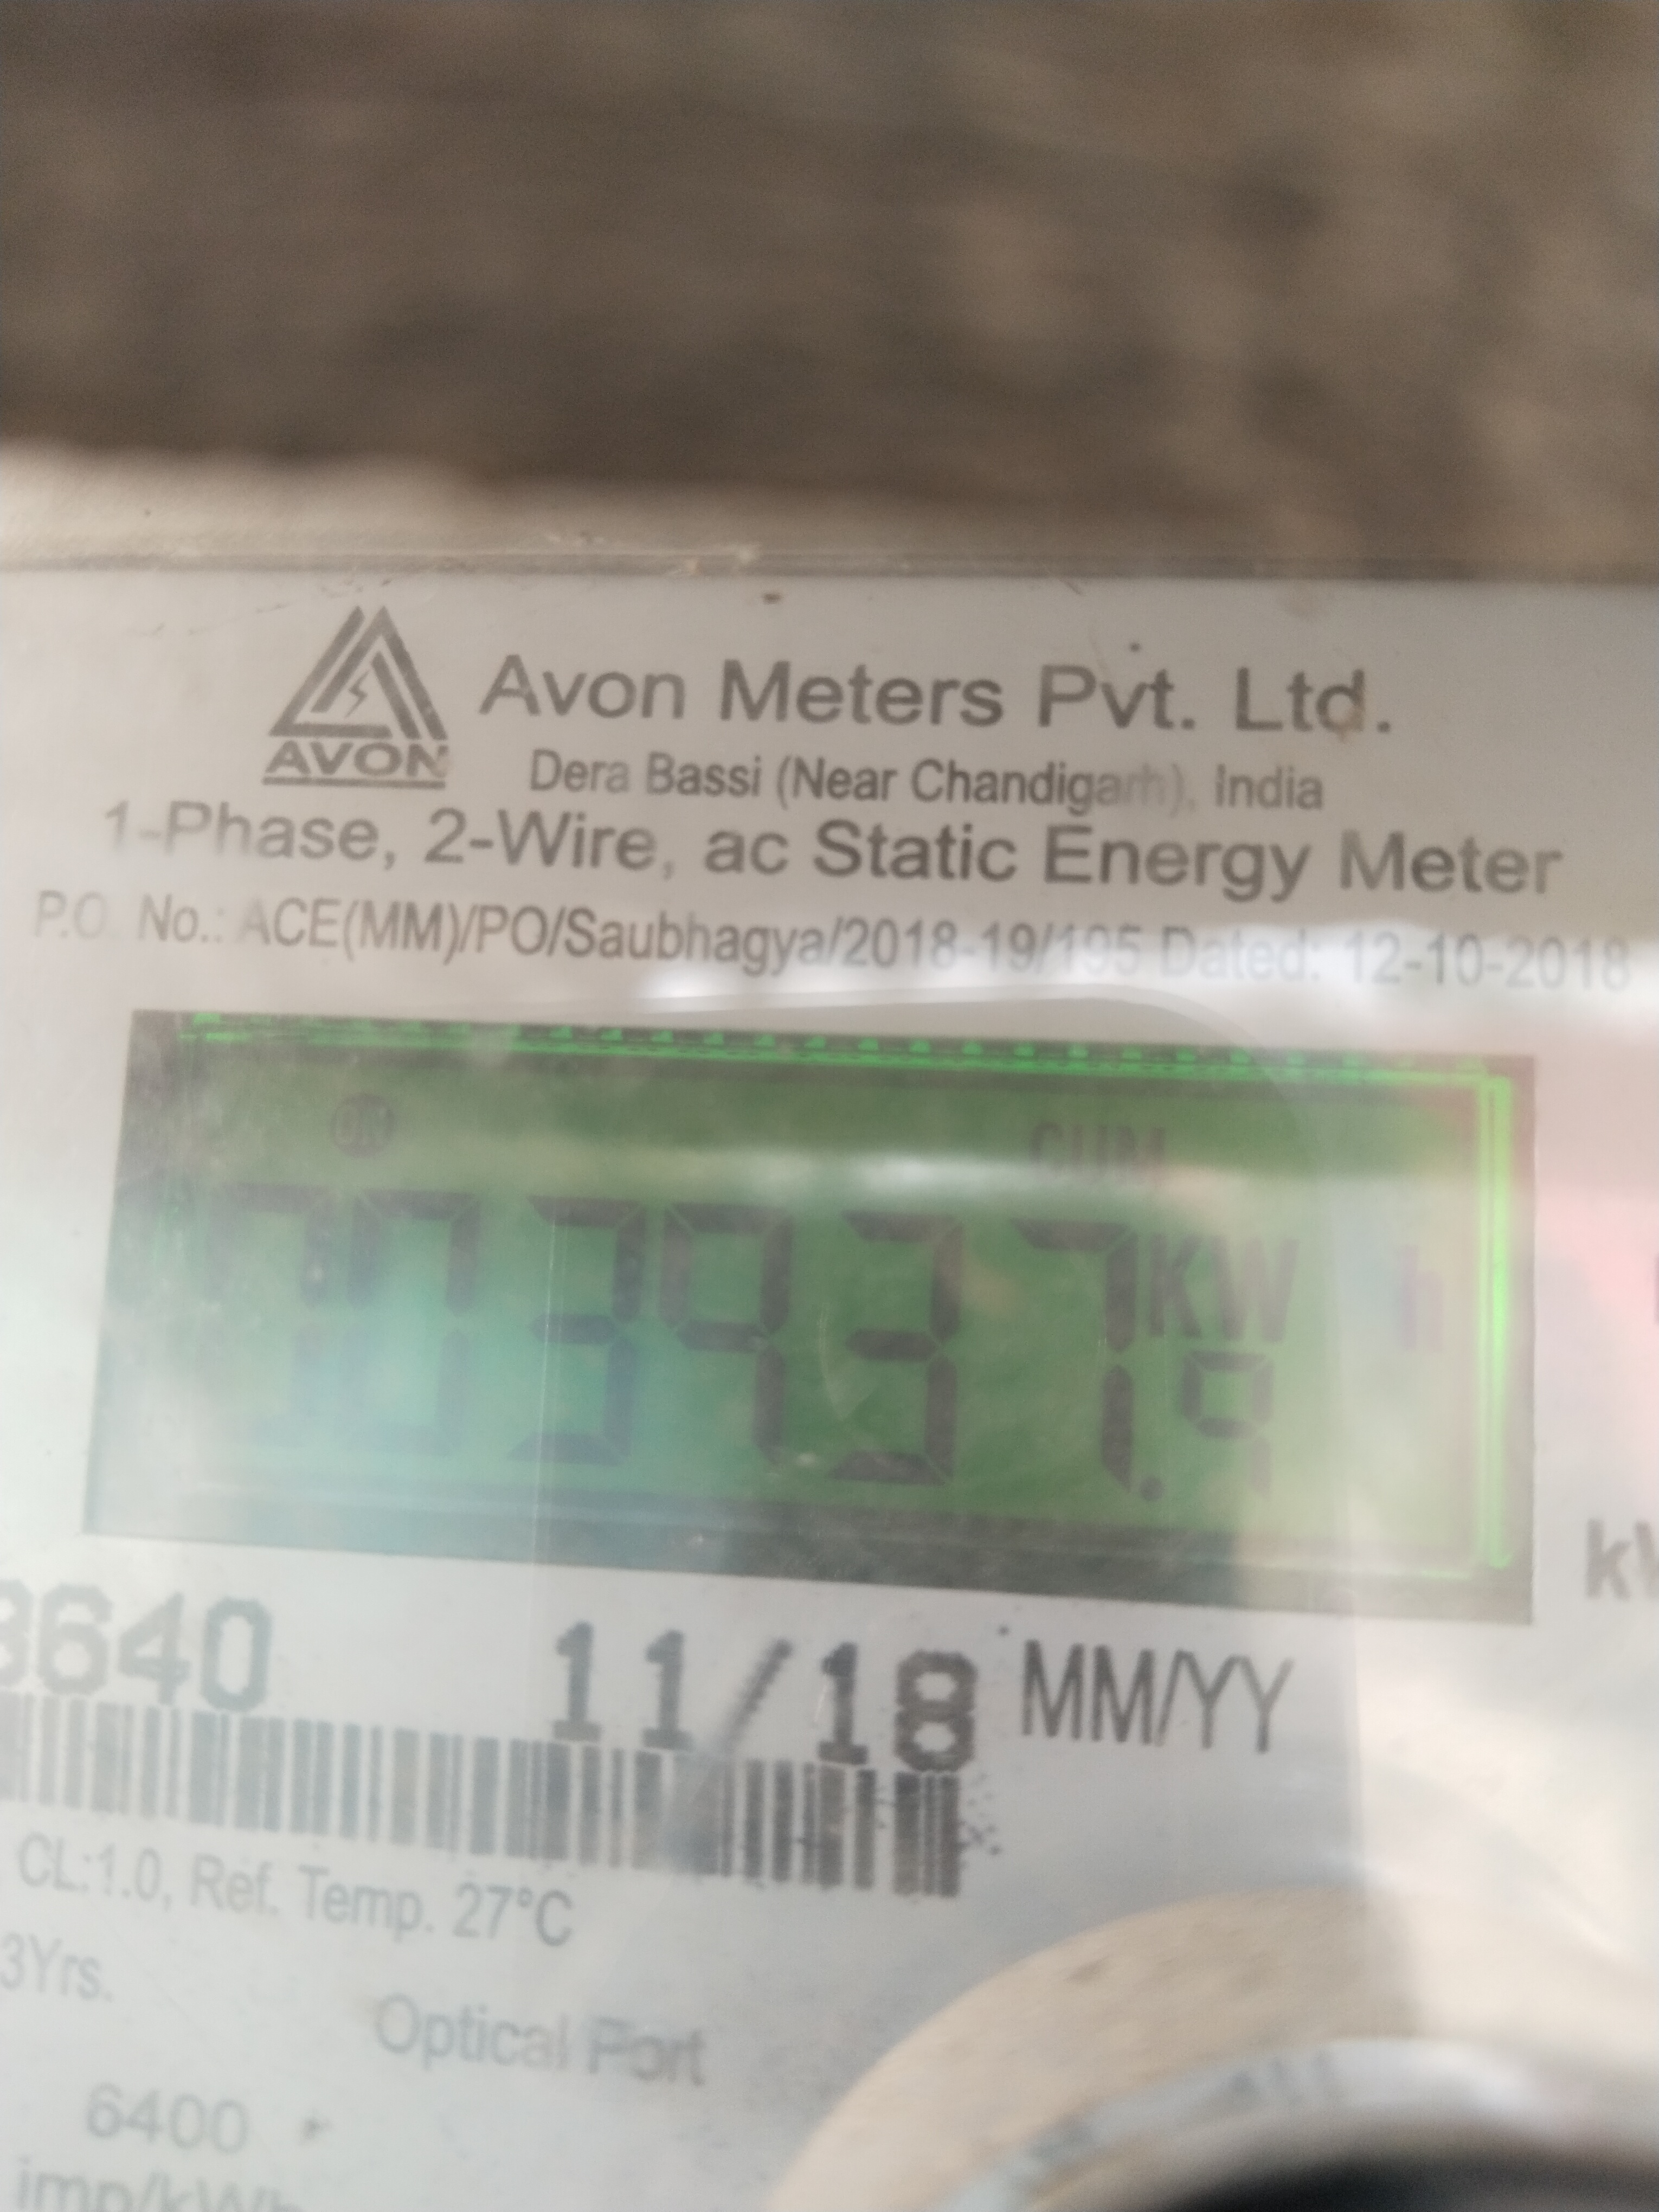 AVON
Avon Meters Pvt. Ltd.
Dera Bassi (Near Chandigarh), India
1-Phase, 2-Wire, ac Static Energy Meter
P.O. No.: ACE(MM)/PO/Saubhagya/2018-19/195 Dated: 12-10-2018
CUM
KW h
3640 11/18 MM/YY
CL:1.0, Ref. Temp. 27°C
3Yrs.
Optical Port
6400
imp/kWh